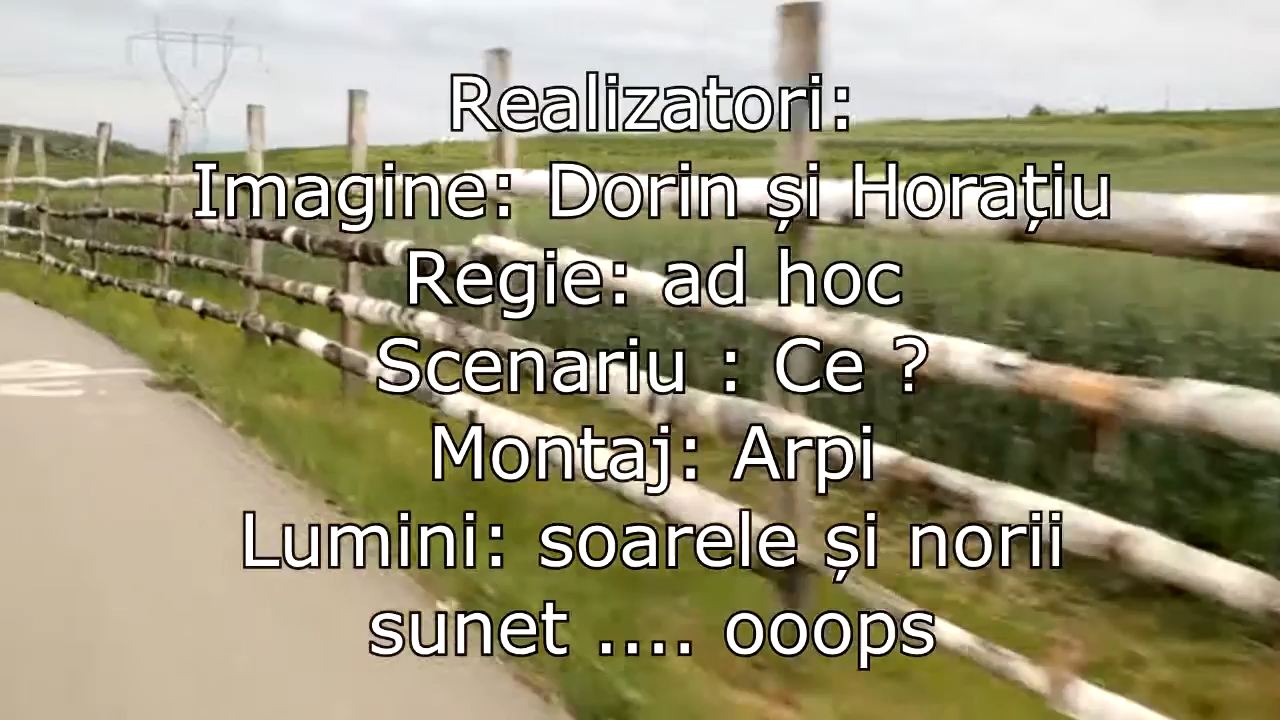 Realizatori:
Imagine: Dorin și Horațiu
Regie: ad hoc
Scenariu : Ce ?
Montaj: Arpi
Lumini: soarele și norii
sunet .... ooops